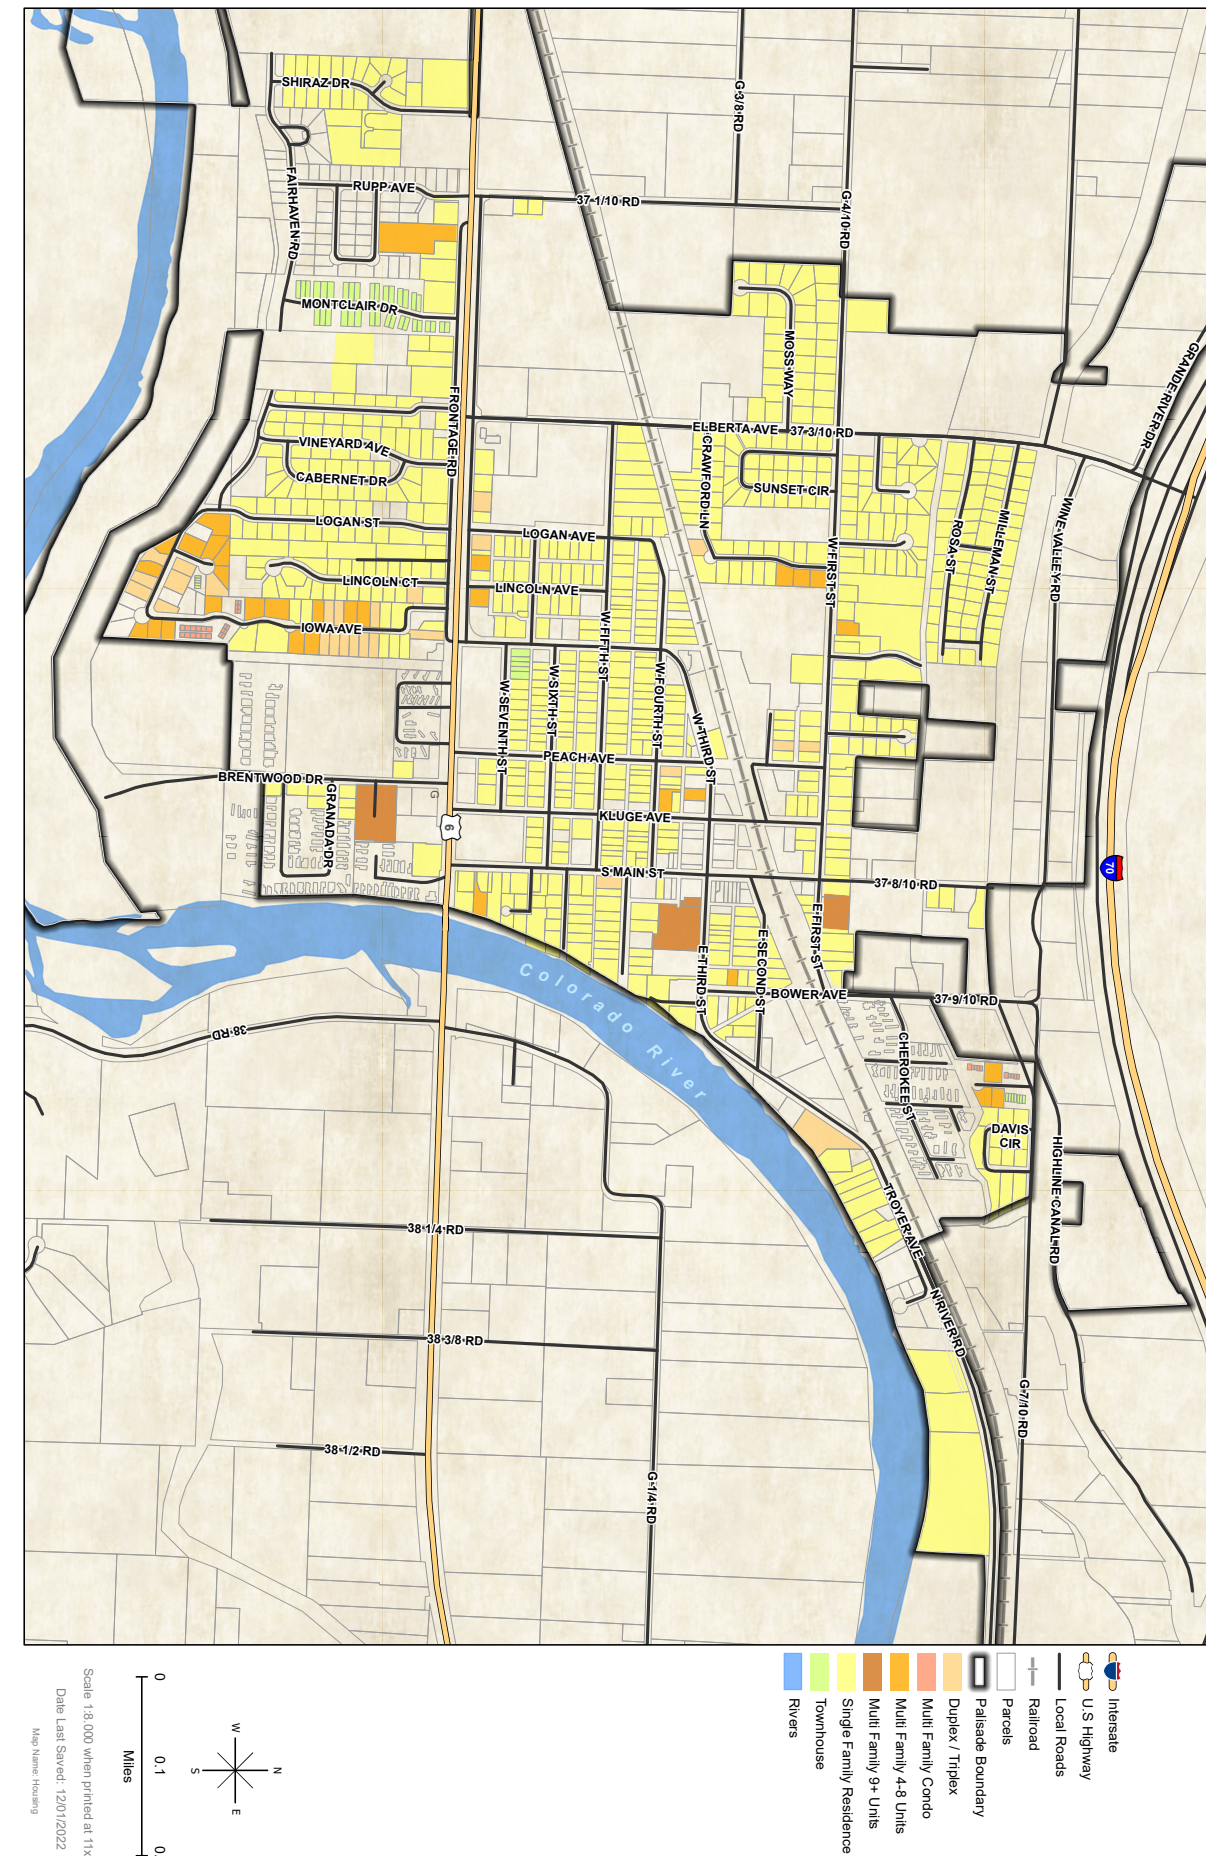 SHIRAZ DR
FAIRHAVEN RD
RUPP AVE
37 1/10 RD
G 3/8 RD
G 4/10 RD
MONTCLAIR DR
MOSS WAY
GRANDE RIVER DR
FRONTAGE RD
ELBERTA AVE
37 3/10 RD
VINEYARD AVE
CABERNET DR
CRAWFORD LN
SUNSET CIR
LOGAN ST
LOGAN AVE
ROSA ST
MILLEMAN ST
WINE VALLEY RD
LINCOLN CT
LINCOLN AVE
W FIRST ST
IOWA AVE
W FIFTH ST
W SEVENTH ST
W SIXTH ST
W FOURTH ST
W THIRD ST
PEACH AVE
BRENTWOOD DR
GRANADA DR
G
6
KLUGE AVE
S MAIN ST
37 8/10 RD
70
E FIRST ST
E SECOND ST
E THIRD ST
BOWER AVE
37 9/10 RD
Colorado River
38 RD
CHEROKEE ST
DAVIS
CIR
HIGHLINE CANAL RD
TROYER AVE
N RIVER RD
38 1/4 RD
38 3/8 RD
38 1/2 RD
G 1/4 RD
G 7/10 RD
Intersate
U.S Highway
Local Roads
Railroad
Parcels
Palisade Boundary
Duplex / Triplex
Multi Family Condo
Multi Family 4-8 Units
Multi Family 9+ Units
Single Family Residence
Townhouse
Rivers
N
W
E
S
0
0.1
0.
Miles
Scale 1:8,000 when printed at 11x
Date Last Saved: 12/01/2022
Map Name: Housing